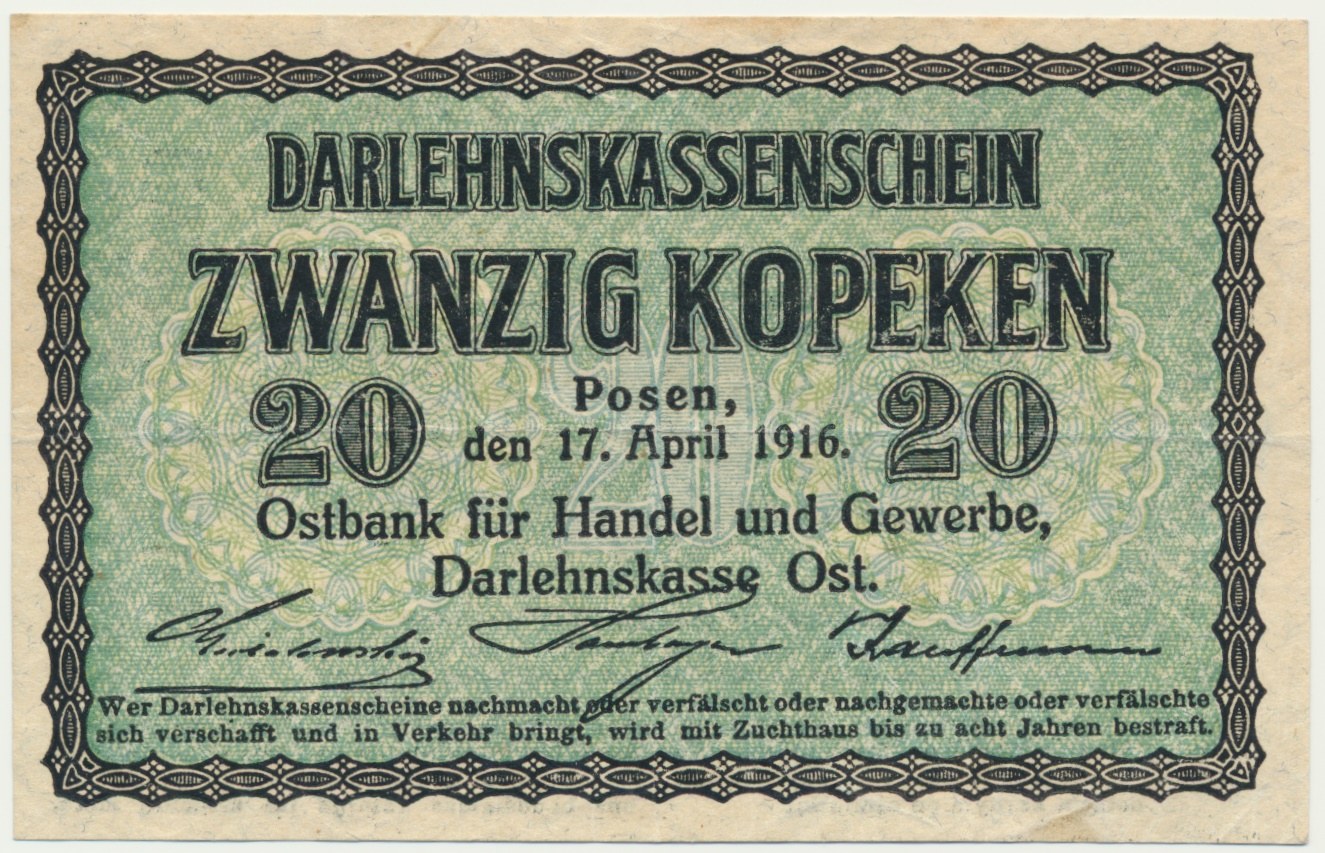 DARLEHNSKASSENSCHEIN
ZWANZIG KOPEKEN
20 Posen, 20
den 17. April 1916.
Ostbank für Handel und Gewerbe,
Darlehnskasse Ost.
Kauffmann
Wer Darlehnskassenscheine nachmacht oder verfälscht oder nachgemachte oder verfälschte
sich verschafft und in Verkehr bringt, wird mit Zuchthaus bis zu acht Jahren bestraft.